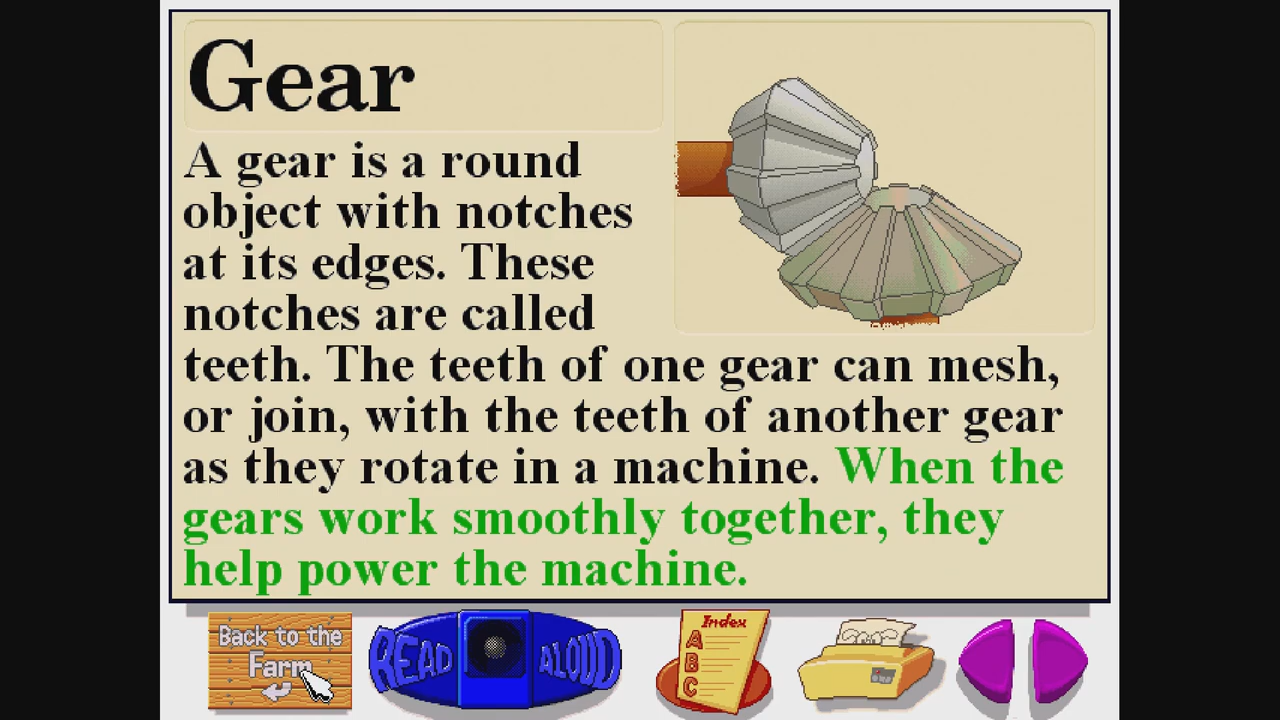 Gear
A gear is a round
object with notches
at its edges. These
notches are called
teeth. The teeth of one gear can mesh,
or join, with the teeth of another gear
as they rotate in a machine. When the
gears work smoothly together, they
help power the machine.
Back to the
Farm
READ ALOUD
Index
A
B
C